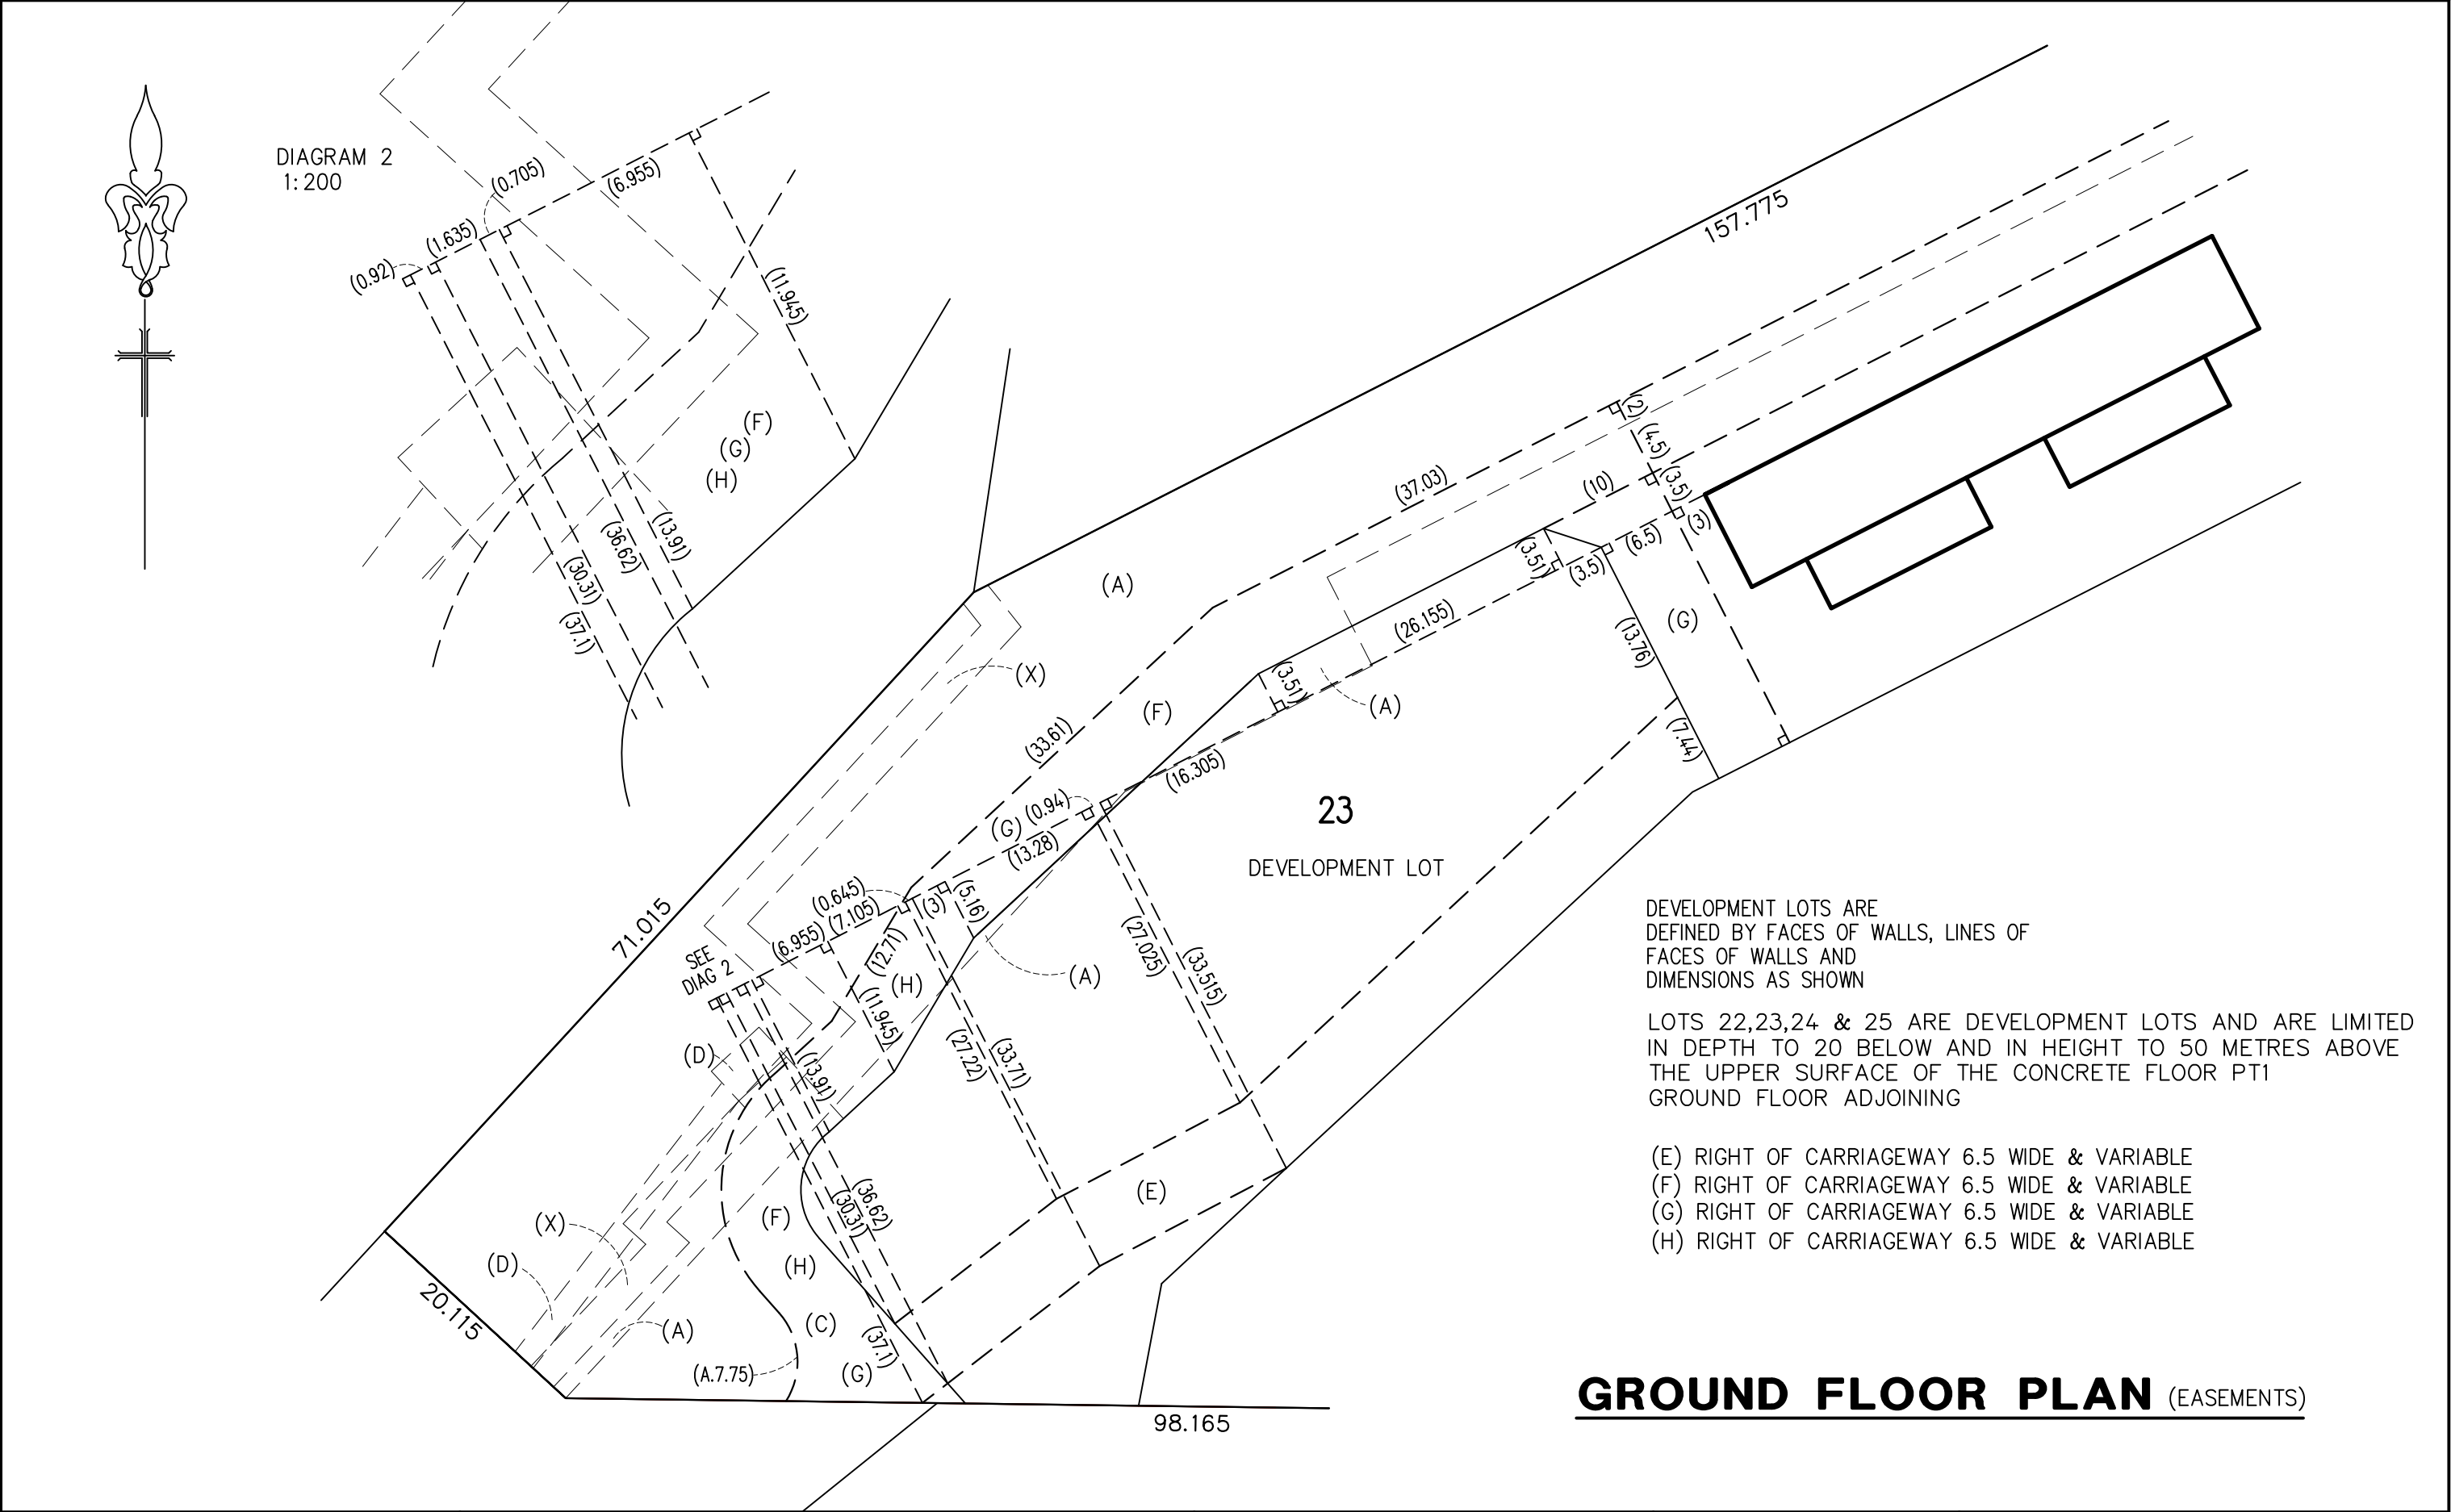 DIAGRAM 2
1:200
(0.705)
(6.955)
(1.635)
(0.92)
(11.945)
(F)
(G)
(H)
(13.91)
(36.62)
(30.31)
(37.1)
157.775
(2)
(4.5)
(37.03)
(10)
(3.5)
(3)
(6.5)
(3.51)
(3.5)
(A)
(26.155)
(G)
(13.76)
(X)
(3.51)
(A)
(F)
(33.61)
(7.44)
(16.305)
(0.94)
(G)
(13.28)
23
DEVELOPMENT LOT
(0.645)
(7.105)
(3)
(5.16)
71.015
(6.955)
(12.71)
SEE
DIAG 2
(27.025)
(33.515)
(A)
(H)
(11.945)
(D)
(13.91)
(27.22)
(33.71)
DEVELOPMENT LOTS ARE
DEFINED BY FACES OF WALLS, LINES OF
FACES OF WALLS AND
DIMENSIONS AS SHOWN
LOTS 22,23,24 & 25 ARE DEVELOPMENT LOTS AND ARE LIMITED
IN DEPTH TO 20 BELOW AND IN HEIGHT TO 50 METRES ABOVE
THE UPPER SURFACE OF THE CONCRETE FLOOR PT1
GROUND FLOOR ADJOINING
(E) RIGHT OF CARRIAGEWAY 6.5 WIDE & VARIABLE
(F) RIGHT OF CARRIAGEWAY 6.5 WIDE & VARIABLE
(G) RIGHT OF CARRIAGEWAY 6.5 WIDE & VARIABLE
(H) RIGHT OF CARRIAGEWAY 6.5 WIDE & VARIABLE
(E)
(36.62)
(30.31)
(X)
(F)
(D)
(H)
20.115
(A)
(C)
(37.1)
(A.7.75)
(G)
98.165
GROUND FLOOR PLAN (EASEMENTS)